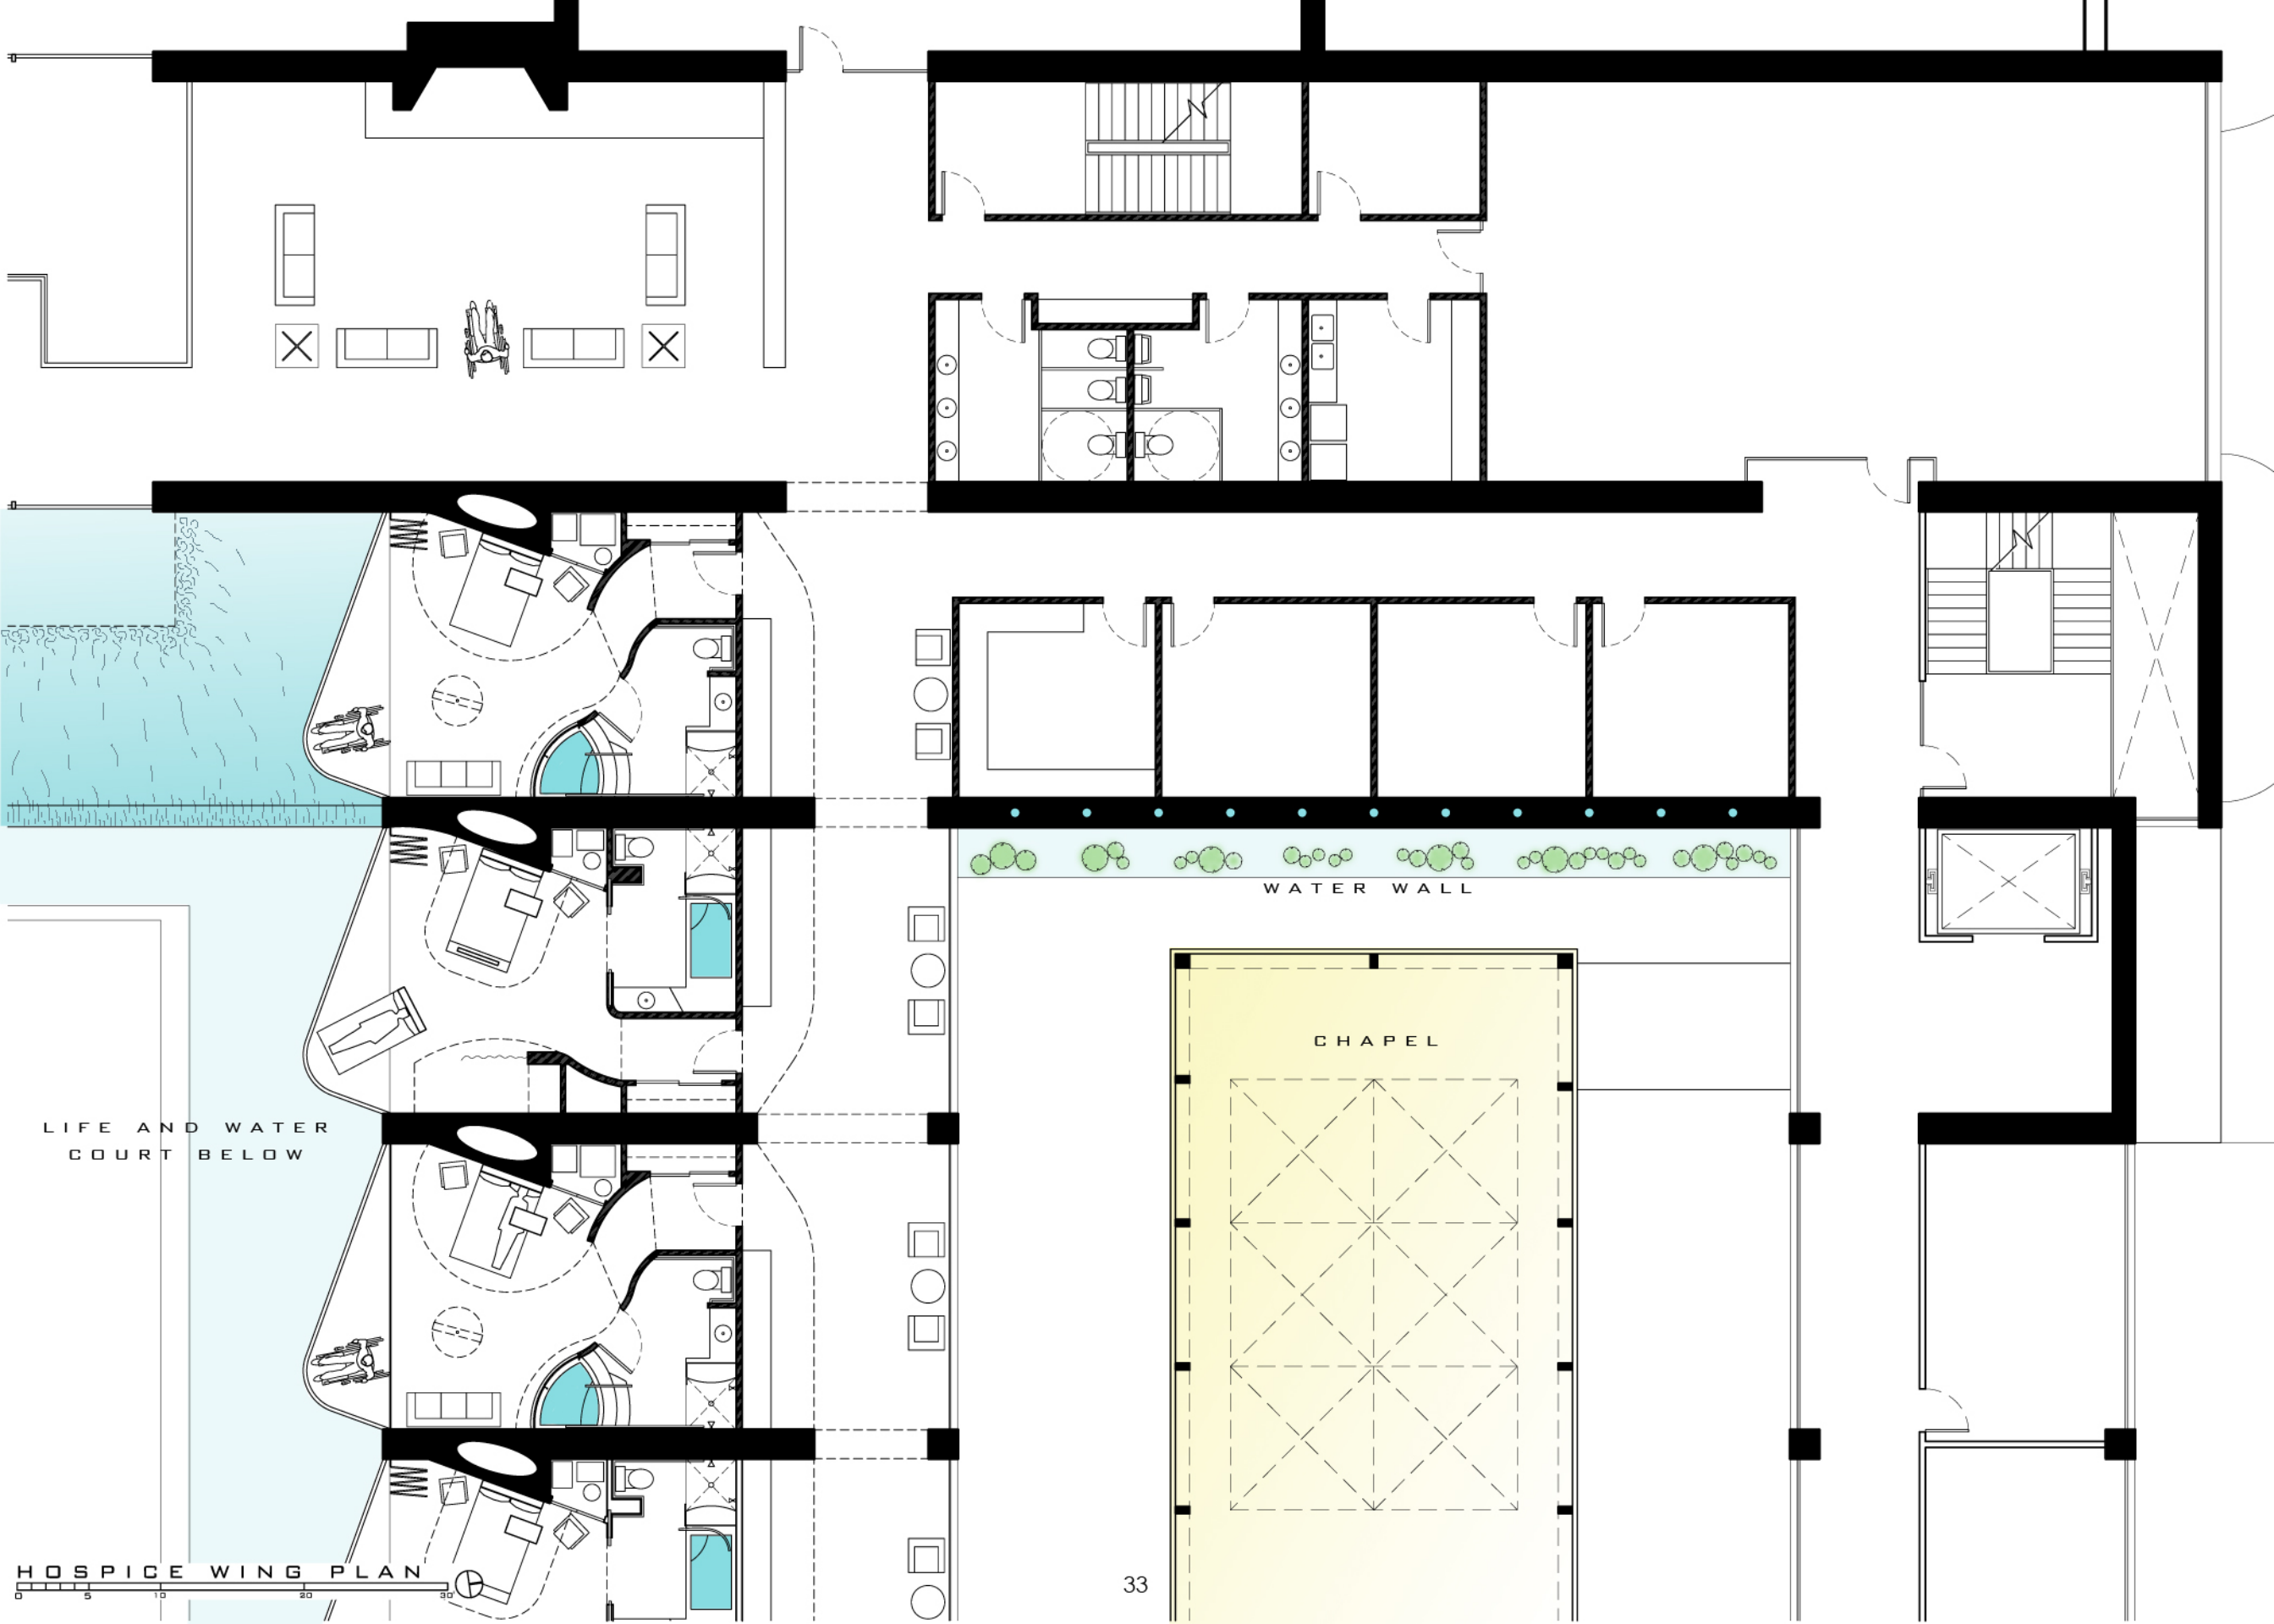 WATER WALL
CHAPEL
LIFE AND WATER
COURT BELOW
HOSPICE WING PLAN
0 5 10 20 30'
33